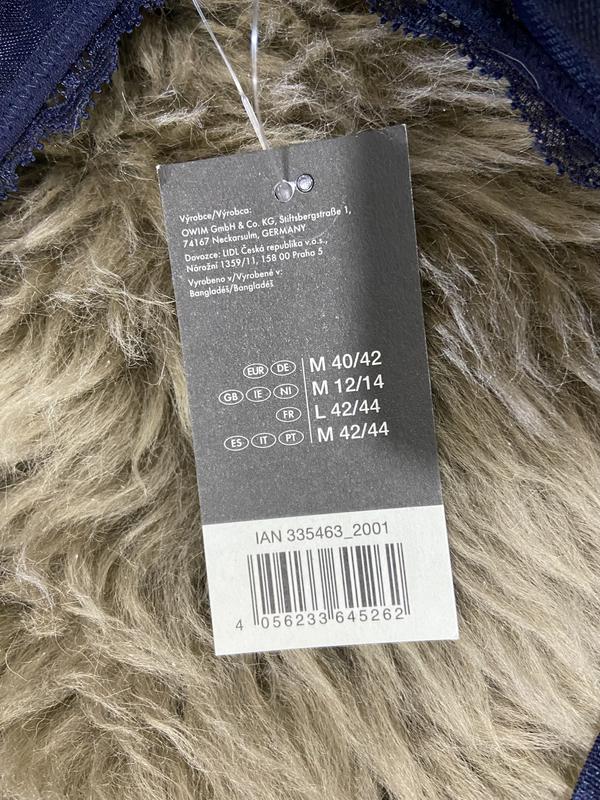 Výrobce/Výrobca:
OWIM GmbH & Co. KG, Stiftsbergstraße 1,
74167 Neckarsulm, GERMANY
Dovozce: LIDL Česká republika v.o.s.,
Nárožní 1359/11, 158 00 Praha 5
Vyrobeno v/Vyrobené v:
Bangladéš/Bangladéš
EUR DE M 40/42
GB IE NI M 12/14
FR L 42/44
ES IT PT M 42/44
IAN 335463_2001
4 056233 645262